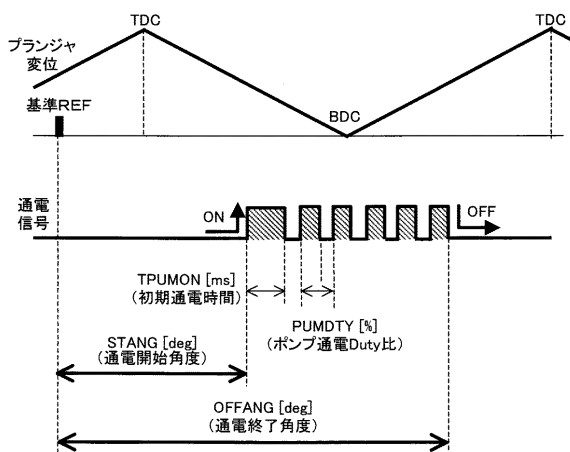 TDC
TDC
プランジャ
変位
基準REF
BDC
通電
信号
ON
OFF
TPUMON [ms]
(初期通電時間)
PUMDTY [%]
(ポンプ通電Duty比)
STANG [deg]
(通電開始角度)
OFFANG [deg]
(通電終了角度)